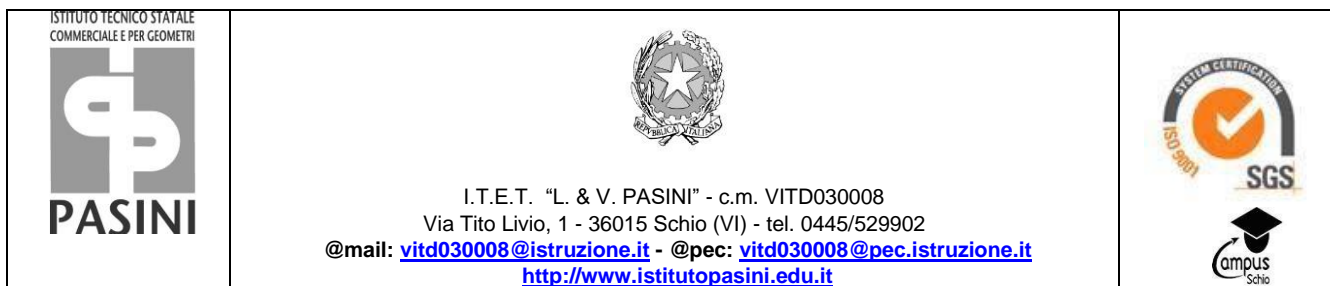 ISTITUTO TECNICO STATALE
COMMERCIALE E PER GEOMETRI
PASINI
REPVBBLICA ITALIANA
I.T.E.T. “L. & V. PASINI” - c.m. VITD030008
Via Tito Livio, 1 - 36015 Schio (VI) - tel. 0445/529902
@mail: vitd030008@istruzione.it - @pec: vitd030008@pec.istruzione.it
http://www.istitutopasini.edu.it
SYSTEM CERTIFICATION
ISO 9001
SGS
Campus
Schio